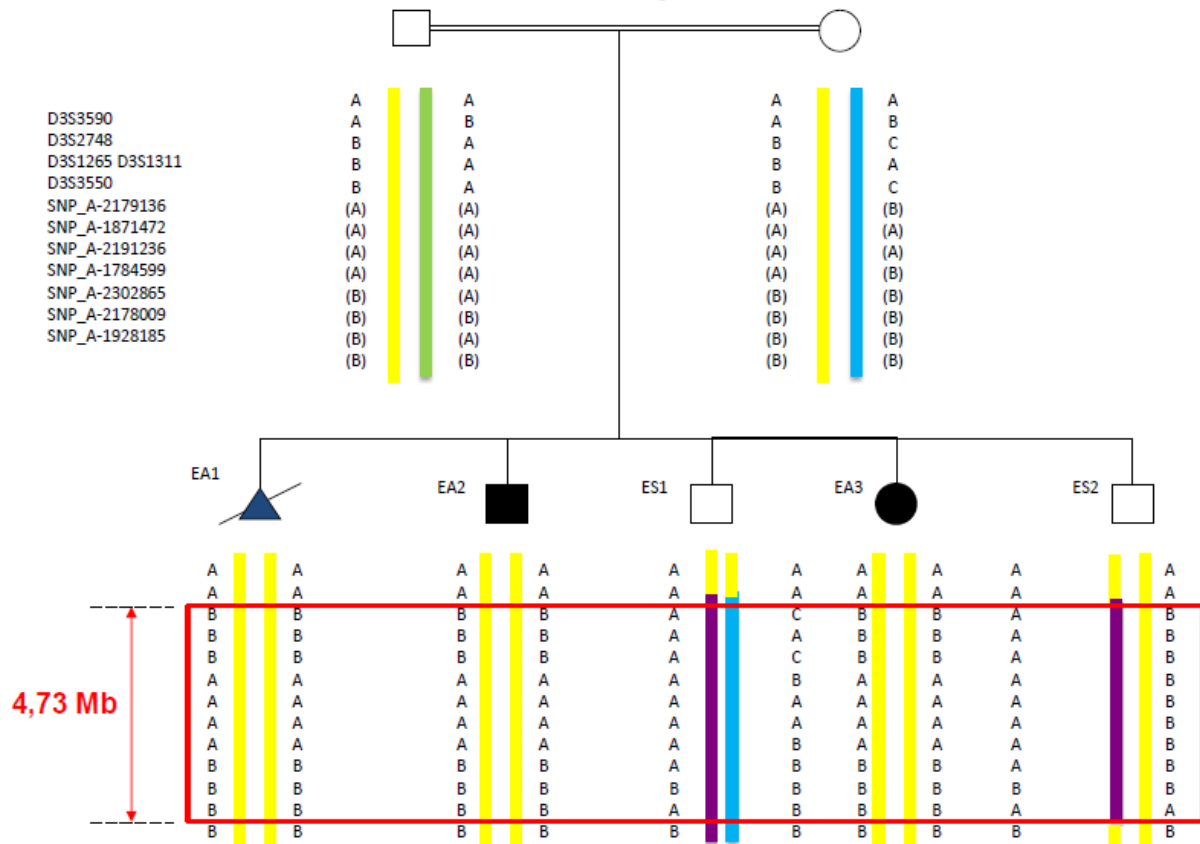 A A A A
D3S3590 A B A B
D3S2748 B A B C
D3S1265 D3S1311 B A B A
D3S3550 B A B C
SNP_A-2179136 (A) (A) (A) (B)
SNP_A-1871472 (A) (A) (A) (A)
SNP_A-2191236 (A) (A) (A) (A)
SNP_A-1784599 (A) (A) (A) (B)
SNP_A-2302865 (B) (A) (B) (B)
SNP_A-2178009 (B) (B) (B) (B)
SNP_A-1928185 (B) (A) (B) (B)
(B) (B) (B) (B)
EA1 EA2 ES1 EA3 ES2
A A A A A A A A A A
A A A A A A A A A A
B B B B A C B B A B
B B B B A A B B A B
B B B B A C B B A B
A A A A A B A A A B
4,73 Mb
A A A A A A A A A B
A A A A A A A A A B
A A A A A B A A A B
B B B B A B B B A B
B B B B B B B B B B
B B B B A B B B A A
B B B B B B B B B B